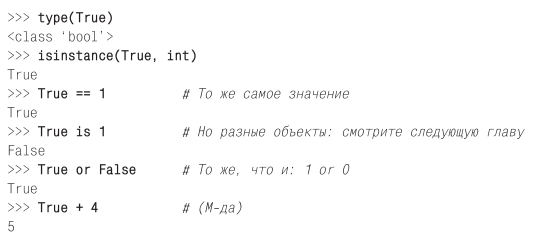 >>> type(True)
<class ‘bool’>
>>> isinstance(True, int)
True
>>> True == 1 # То же самое значение
True
>>> True is 1 # Но разные объекты: смотрите следующую главу
False
>>> True or False # То же, что и: 1 or 0
True
>>> True + 4 # (М-да)
5